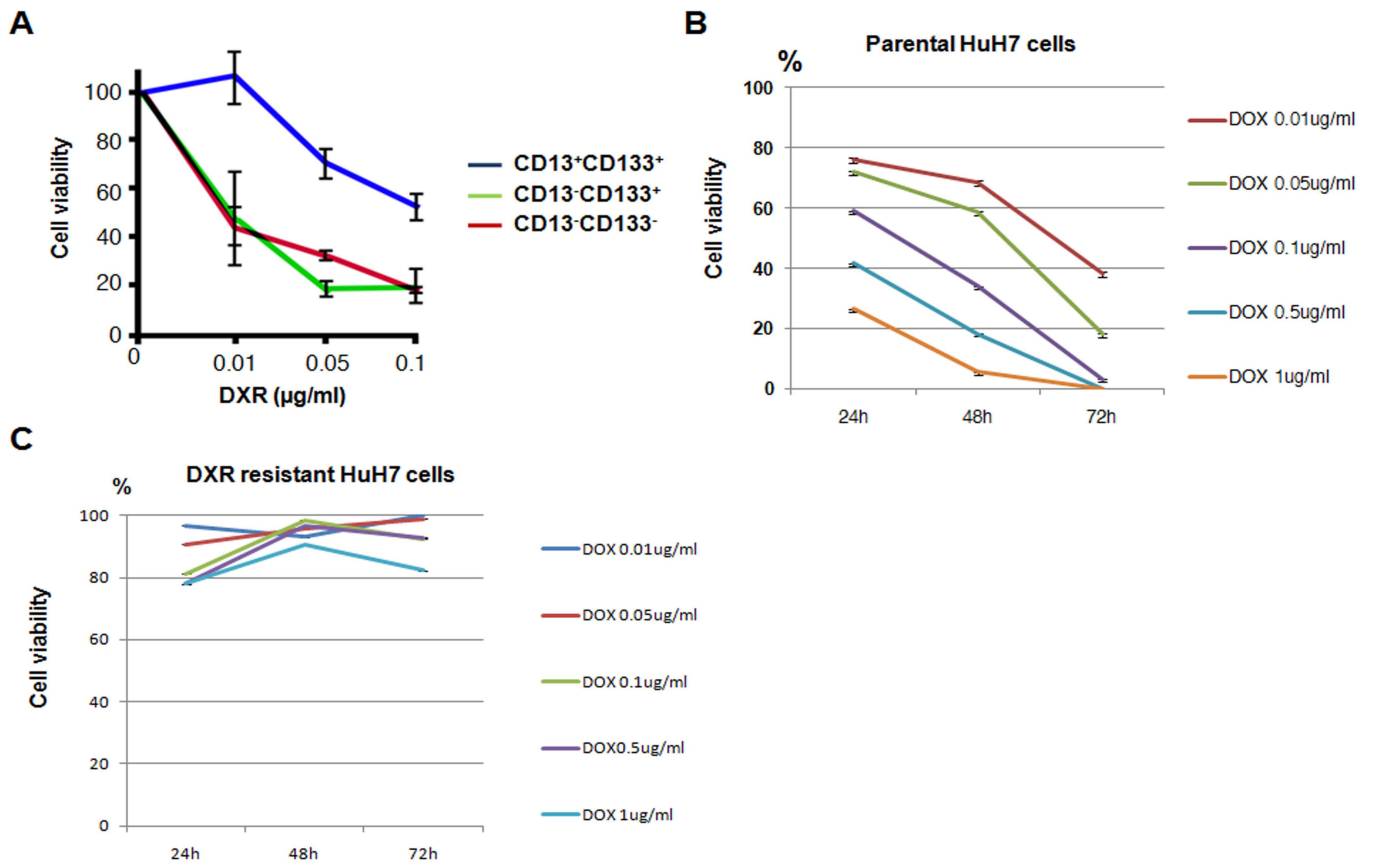 A
100
80
60
40
20
0
0
0.01
0.05
0.1
Cell viability
DXR (µg/ml)
CD13⁺CD133⁺
CD13⁻CD133⁺
CD13⁻CD133⁻
B
Parental HuH7 cells
%
100
80
60
40
20
0
Cell viability
24h
48h
72h
DOX 0.01ug/ml
DOX 0.05ug/ml
DOX 0.1ug/ml
DOX 0.5ug/ml
DOX 1ug/ml
C
DXR resistant HuH7 cells
%
100
80
60
40
20
0
Cell viability
24h
48h
72h
DOX 0.01ug/ml
DOX 0.05ug/ml
DOX 0.1ug/ml
DOX0.5ug/ml
DOX 1ug/ml